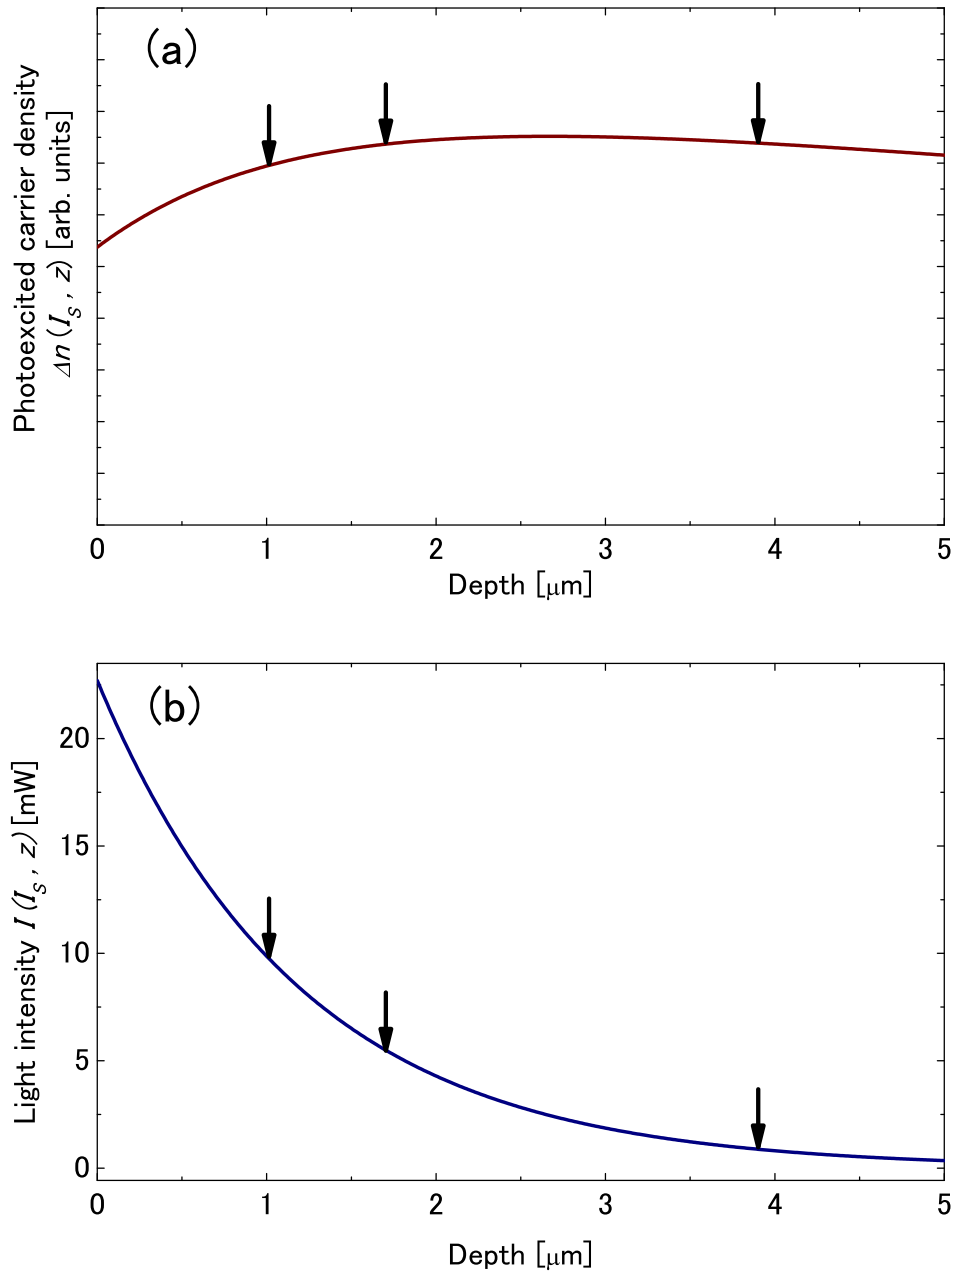 (a)
Photoexcited carrier density
Δn (I_S , z) [arb. units]
0 1 2 3 4 5
Depth [μm]
(b)
Light intensity I (I_S , z) [mW]
20
15
10
5
0
0 1 2 3 4 5
Depth [μm]